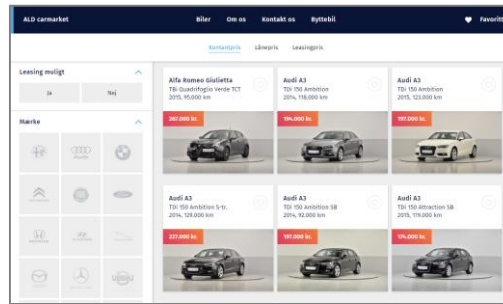 ALD carmarket
Biler Om os Kontakt os Byttebil
Favoritt
Kontantpris Lånepris Leasingpris
Leasing muligt
Ja Nej
Mærke
Alfa Romeo Giulietta
TBi Quadrifoglio Verde TCT
2015, 95.000 km
Audi A3
TDi 150 Ambition
2014, 118.000 km
Audi A3
TDi 150 Ambition
2015, 123.000 km
267.000 kr.
194.000 kr.
197.000 kr.
Audi A3
TDi 150 Ambition S-tr.
2014, 129.000 km
Audi A3
TDi 150 Ambition SB
2014, 92.000 km
Audi A3
TDi 150 Attraction SB
2015, 119.000 km
227.000 kr.
197.000 kr.
174.000 kr.